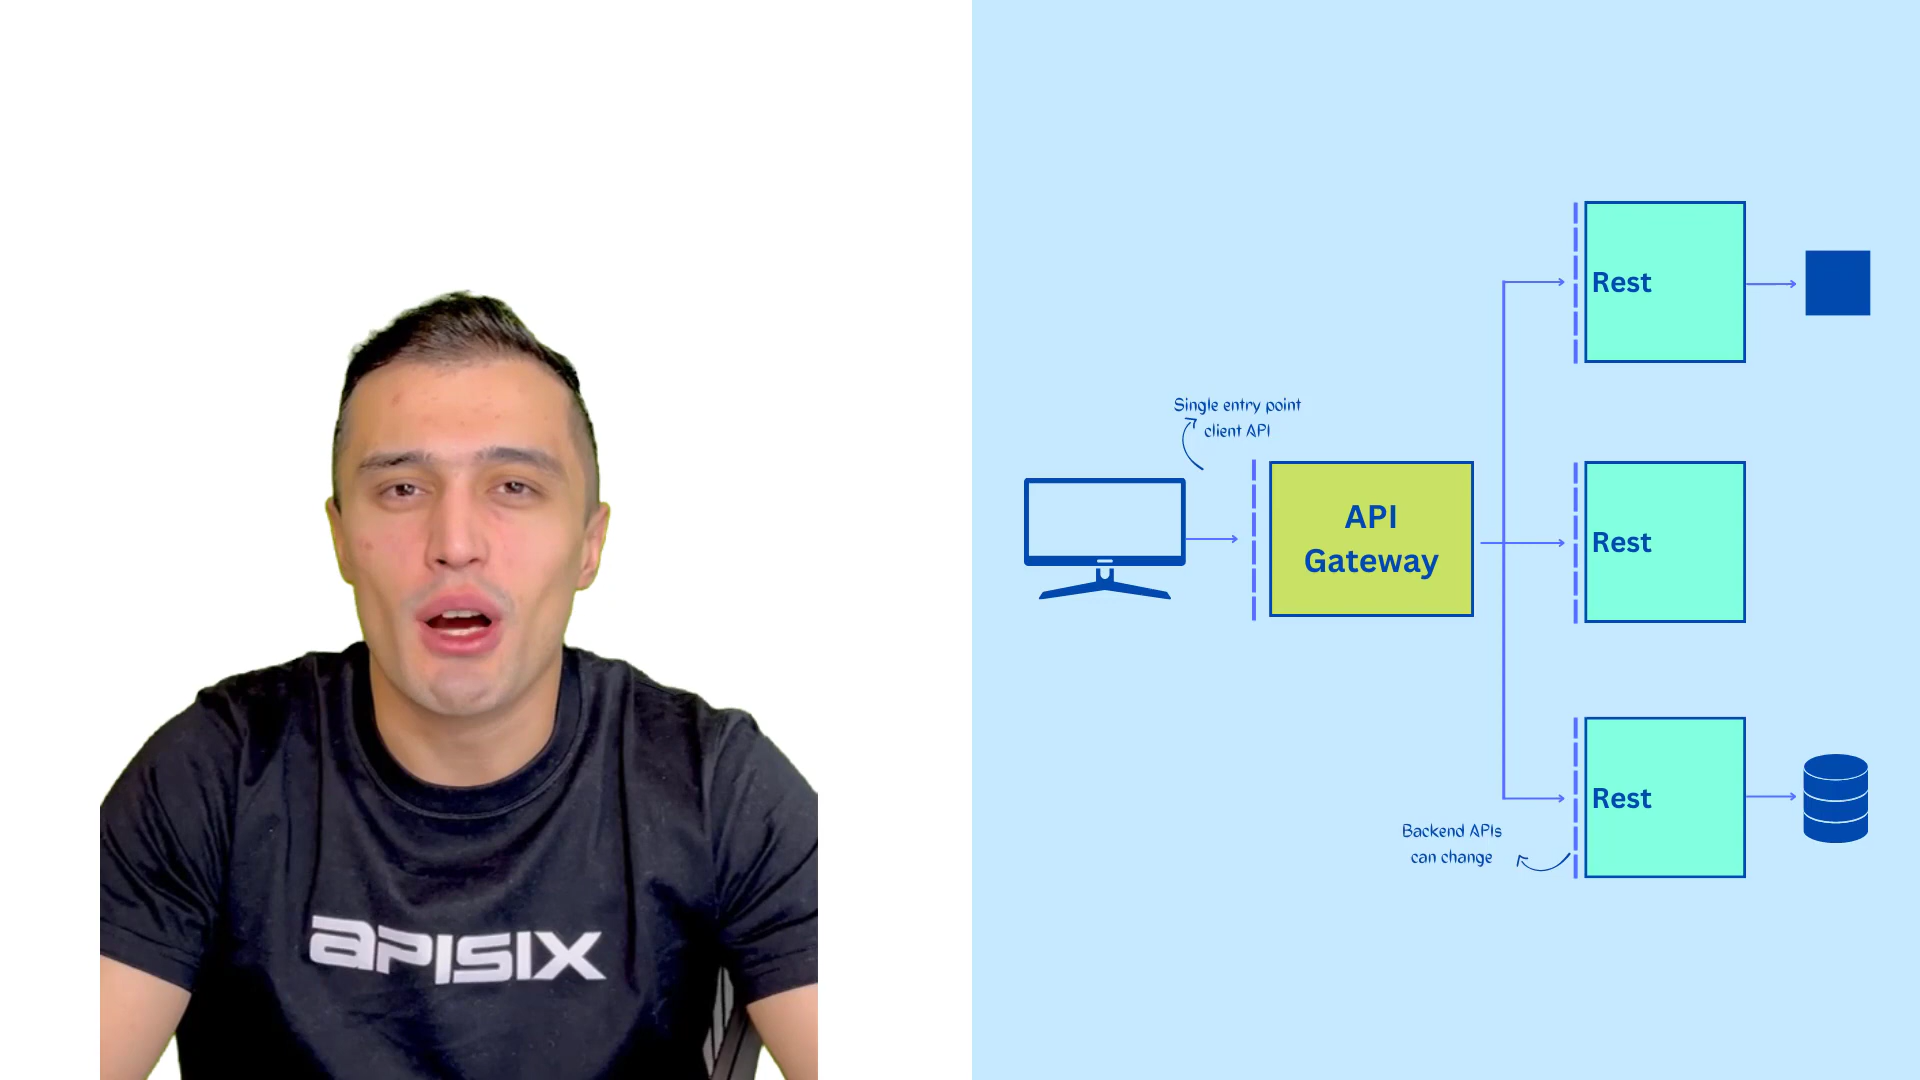 APISIX
Single entry point
client API
API
Gateway
Rest
Rest
Rest
Backend APIs
can change